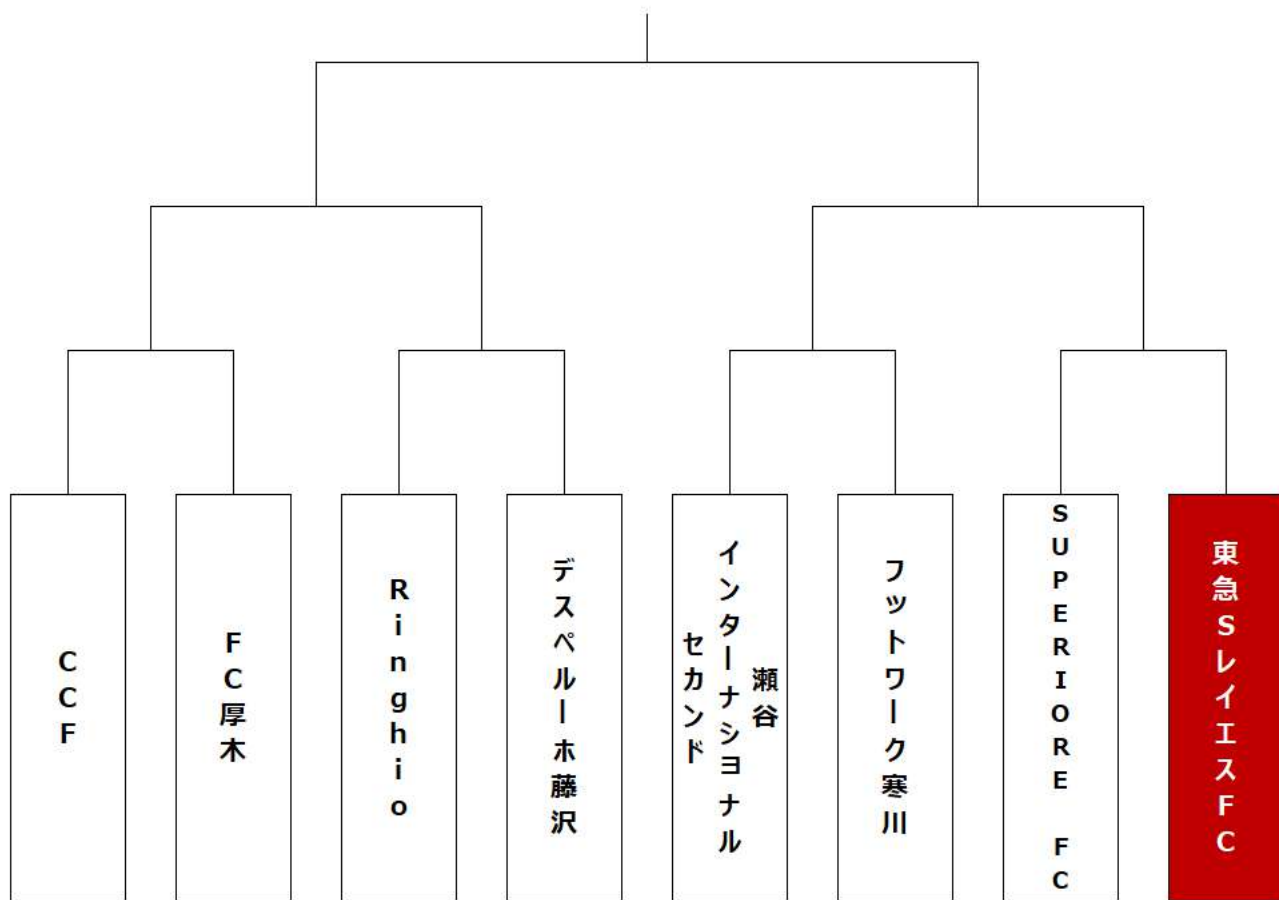 CCF
FC厚木
Ringhio
デスペルーホ藤沢
瀬谷
インターナショナル
セカンド
フットワーク寒川
SUPERIORE FC
東急SレイエスFC